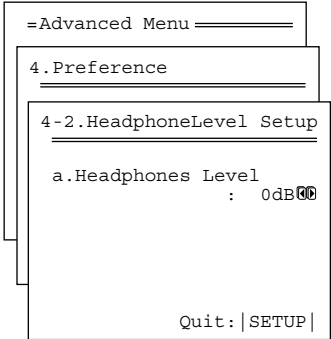 =Advanced Menu
4.Preference
4-2.HeadphoneLevel Setup
a.Headphones Level
: 0dB
Quit:|SETUP|